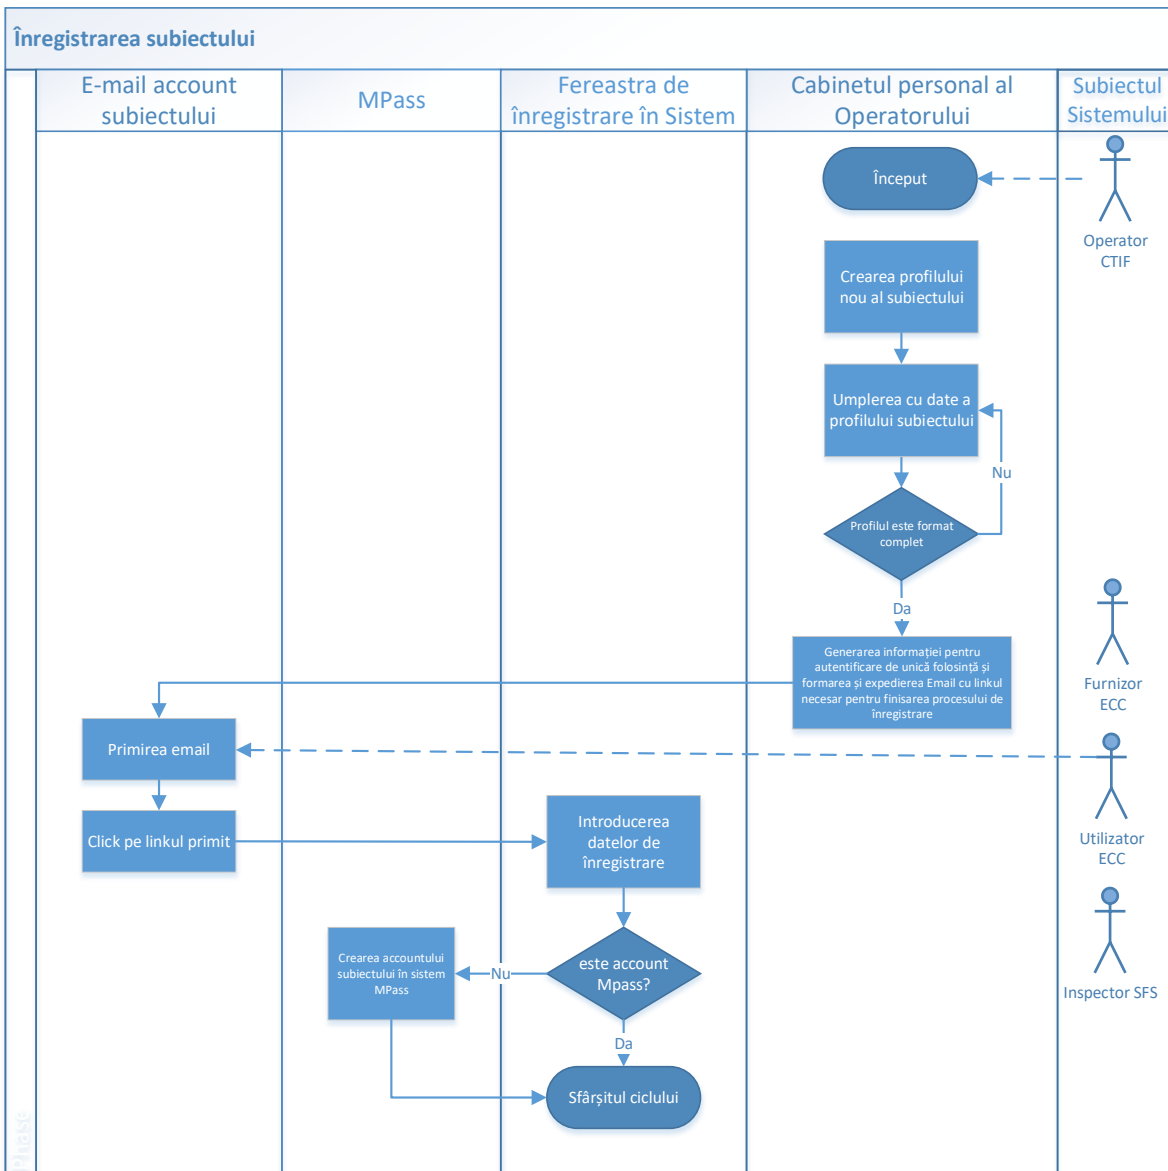 Înregistrarea subiectului
E-mail account
subiectului
MPass
Fereastra de
înregistrare în Sistem
Cabinetul personal al
Operatorului
Subiectul
Sistemului
Început
Operator
CTIF
Crearea profilului
nou al subiectului
Umplerea cu date a
profilului subiectului
Nu
Profilul este format
complet
Da
Generarea informației pentru
autentificare de unică folosință și
formarea și expedierea Email cu linkul
necesar pentru finisarea procesului de
înregistrare
Furnizor
ECC
Primirea email
Click pe linkul primit
Introducerea
datelor de
înregistrare
Utilizator
ECC
Crearea accountului
subiectului în sistem
MPass
Nu
este account
Mpass?
Inspector SFS
Da
Sfârșitul ciclului
Phase